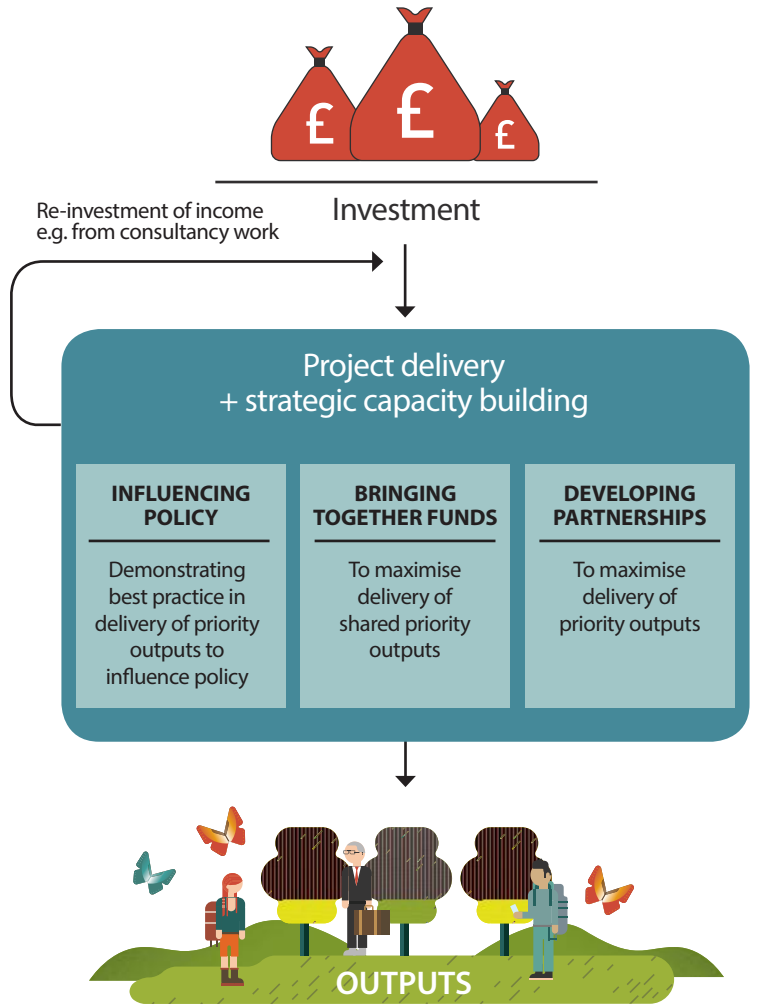 £
£
£
Investment
Re-investment of income
e.g. from consultancy work
Project delivery
+ strategic capacity building
INFLUENCING
POLICY
Demonstrating
best practice in
delivery of priority
outputs to
influence policy
BRINGING
TOGETHER FUNDS
To maximise
delivery of
shared priority
outputs
DEVELOPING
PARTNERSHIPS
To maximise
delivery of
priority outputs
OUTPUTS